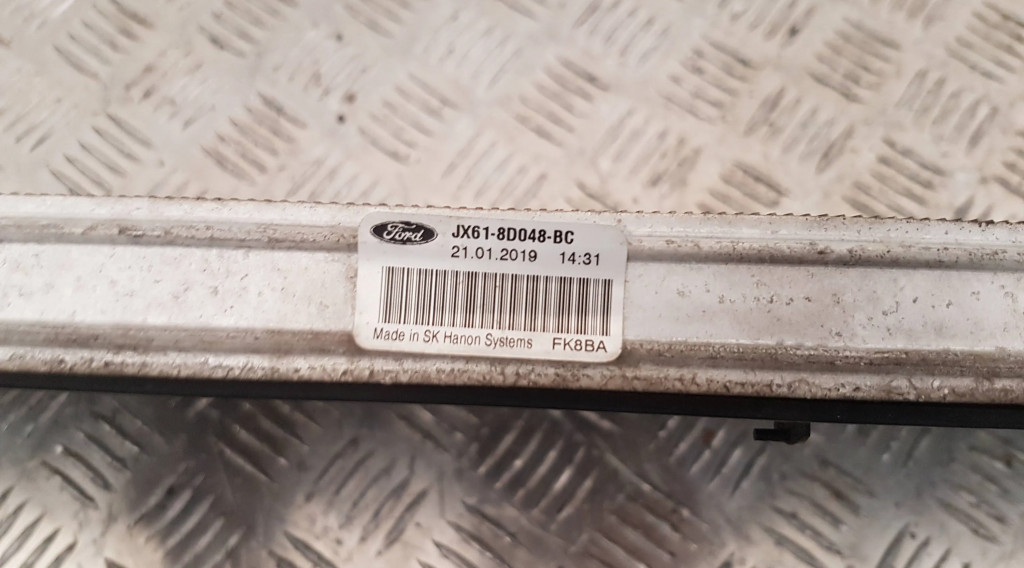 Ford JX61-8D048-BC
21.01.2019 14:31
Made in SK Hanon Systems FK8BA